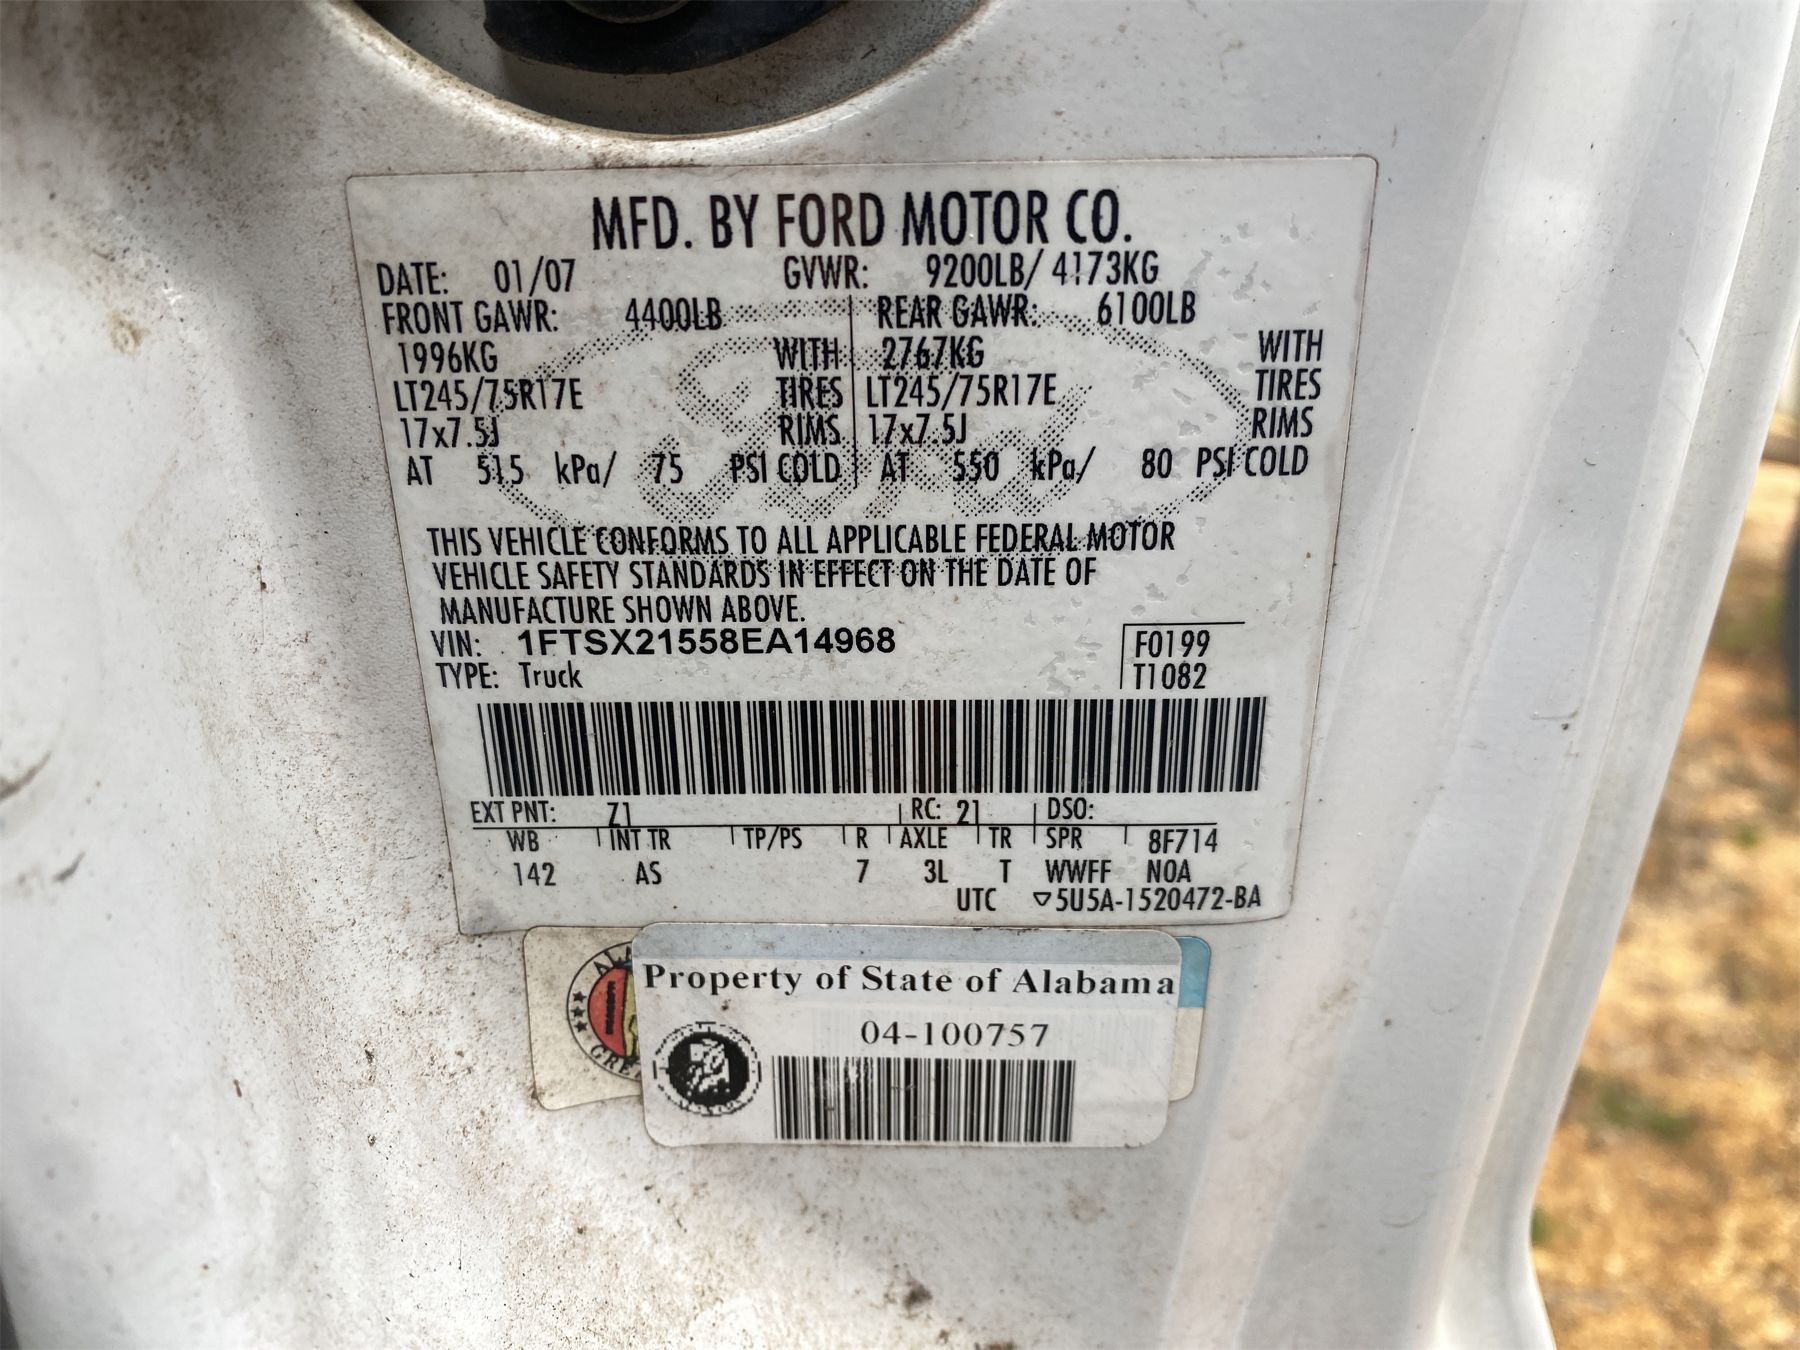 MFD. BY FORD MOTOR CO.
DATE: 01/07 GVWR: 9200LB/ 4173KG
FRONT GAWR: 4400LB REAR GAWR: 6100LB
1996KG WITH 2767KG WITH
LT245/75R17E TIRES LT245/75R17E TIRES
17x7.5J RIMS 17x7.5J RIMS
AT 515 kPa/ 75 PSI COLD AT 550 kPa/ 80 PSI COLD
Ford
THIS VEHICLE CONFORMS TO ALL APPLICABLE FEDERAL MOTOR
VEHICLE SAFETY STANDARDS IN EFFECT ON THE DATE OF
MANUFACTURE SHOWN ABOVE.
VIN: 1FTSX21558EA14968 F0199
TYPE: Truck T1082
EXT PNT: Z1 RC: 21 DSO:
WB INT TR TP/PS R AXLE TR SPR 8F714
142 AS 7 3L T WWFF NOA
UTC ▽5U5A-1520472-BA
Property of State of Alabama
04-100757